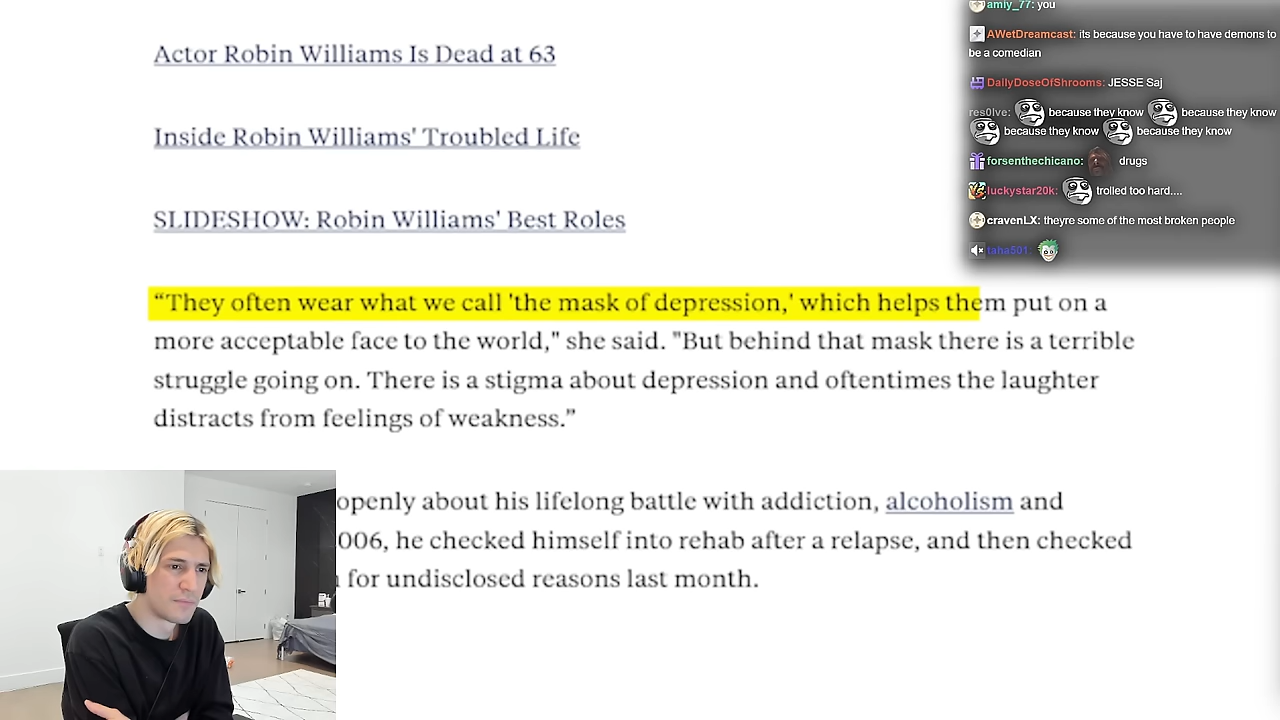 Actor Robin Williams Is Dead at 63
Inside Robin Williams' Troubled Life
SLIDESHOW: Robin Williams' Best Roles
“They often wear what we call 'the mask of depression,' which helps them put on a
more acceptable face to the world," she said. "But behind that mask there is a terrible
struggle going on. There is a stigma about depression and oftentimes the laughter
distracts from feelings of weakness.”
openly about his lifelong battle with addiction, alcoholism and
006, he checked himself into rehab after a relapse, and then checked
for undisclosed reasons last month.
amiy_77: you
AWetDreamcast: its because you have to have demons to
be a comedian
DailyDoseOfShrooms: JESSE Saj
res0lve: because they know because they know
because they know because they know
forsenthechicano: drugs
luckystar20k: trolled too hard....
cravenLX: theyre some of the most broken people
taha501: